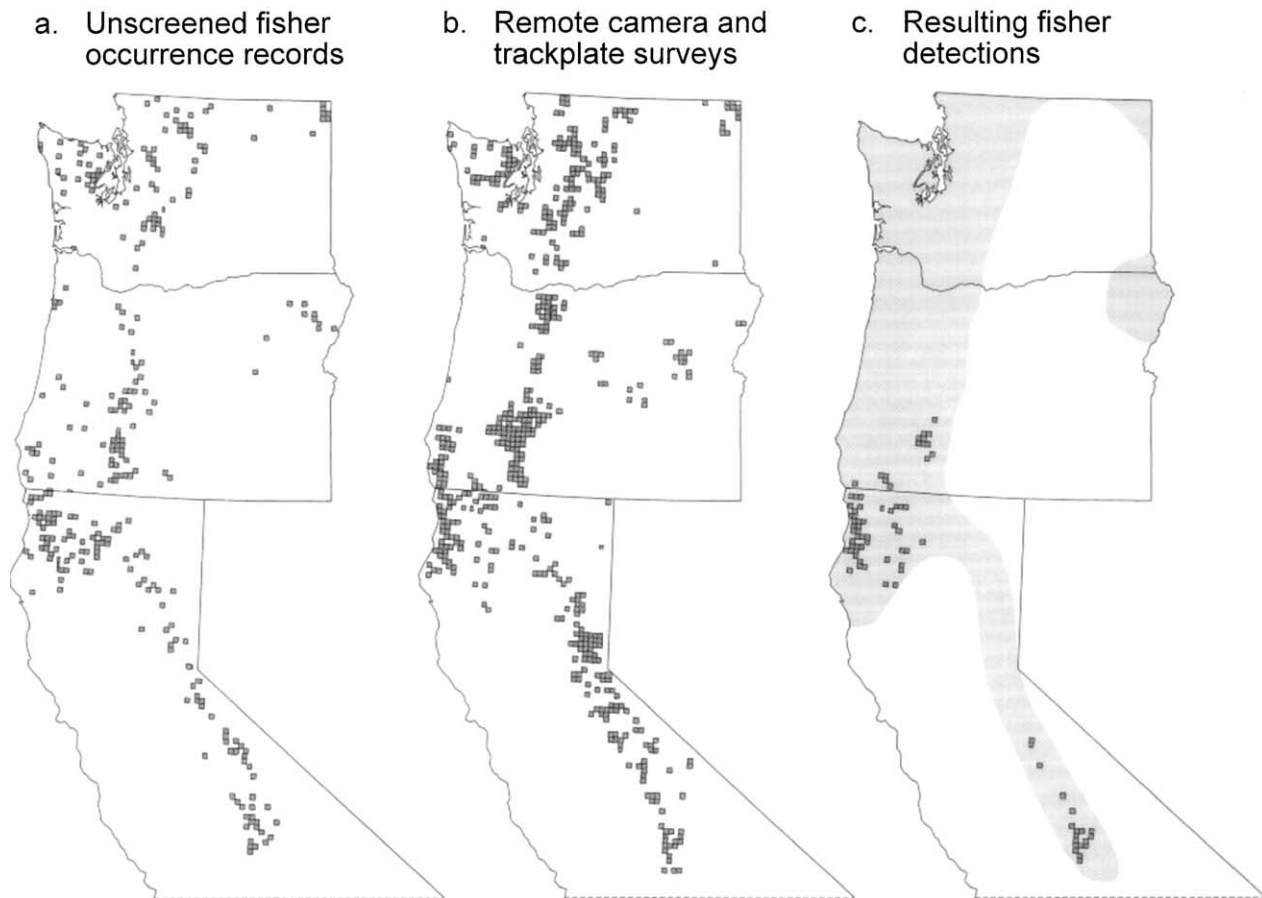 a. Unscreened fisher
occurrence records
b. Remote camera and
trackplate surveys
c. Resulting fisher
detections